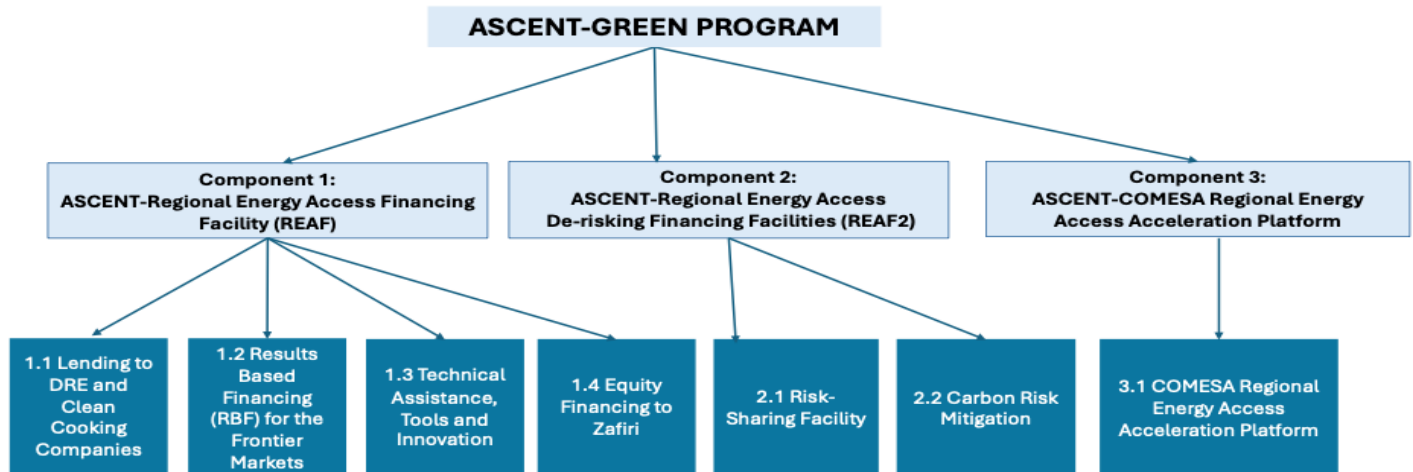 ASCENT-GREEN PROGRAM
Component 1:
ASCENT-Regional Energy Access Financing
Facility (REAF)
Component 2:
ASCENT-Regional Energy Access
De-risking Financing Facilities (REAF2)
Component 3:
ASCENT-COMESA Regional Energy
Access Acceleration Platform
1.1 Lending to
DRE and
Clean
Cooking
Companies
1.2 Results
Based
Financing
(RBF) for the
Frontier
Markets
1.3 Technical
Assistance,
Tools and
Innovation
1.4 Equity
Financing to
Zafiri
2.1 Risk-
Sharing Facility
2.2 Carbon Risk
Mitigation
3.1 COMESA Regional
Energy Access
Acceleration Platform